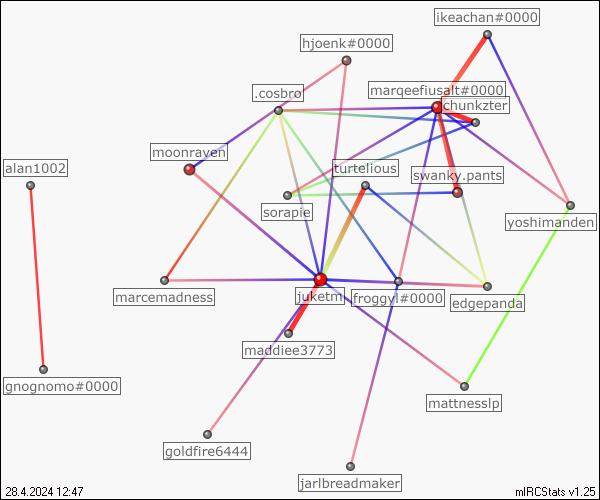 ikeachan#0000
hjoenk#0000
marqeefiusalt#0000
.cosbro
chunkzter
moonraven
alan1002
turtelious
swanky.pants
sorapie
yoshimanden
marcemadness
juketm
froggyl#0000
edgepanda
maddiee3773
gnognomo#0000
mattnesslp
goldfire6444
jarlbreadmaker
28.4.2024 12:47
mIRCStats v1.25